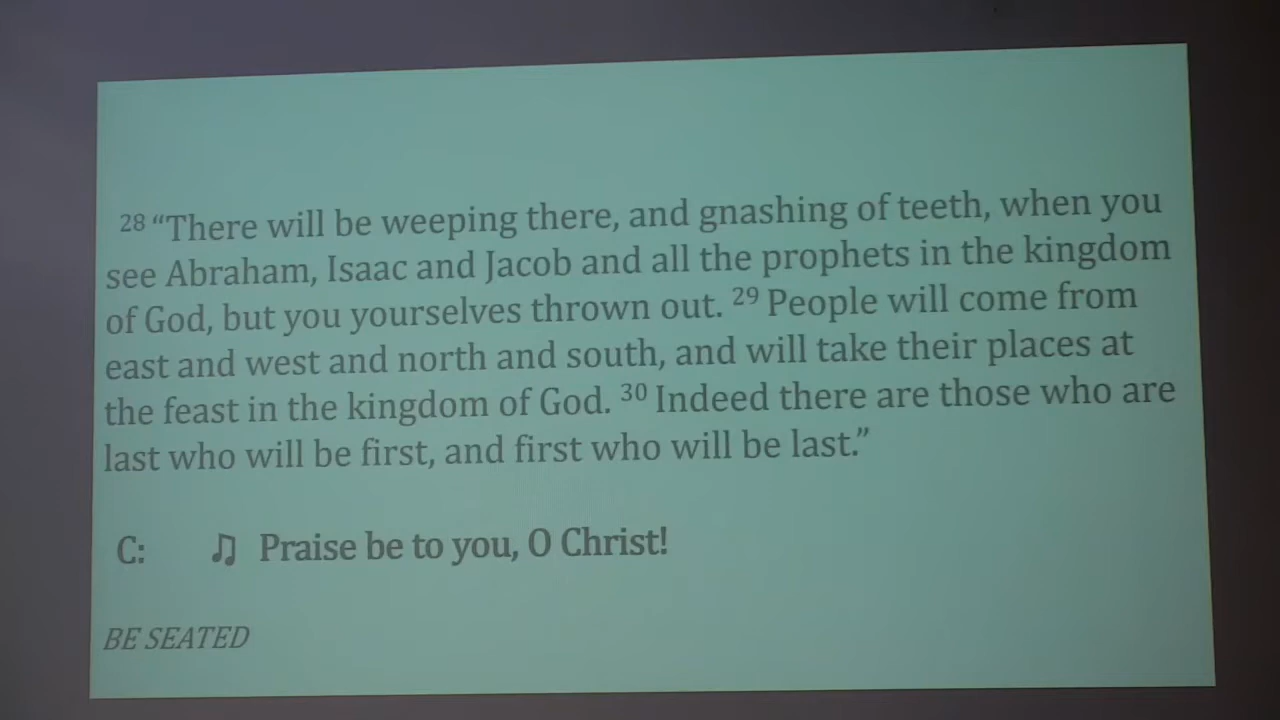 28 “There will be weeping there, and gnashing of teeth, when you
see Abraham, Isaac and Jacob and all the prophets in the kingdom
of God, but you yourselves thrown out. 29 People will come from
east and west and north and south, and will take their places at
the feast in the kingdom of God. 30 Indeed there are those who are
last who will be first, and first who will be last.”
C: ♫ Praise be to you, O Christ!
BE SEATED